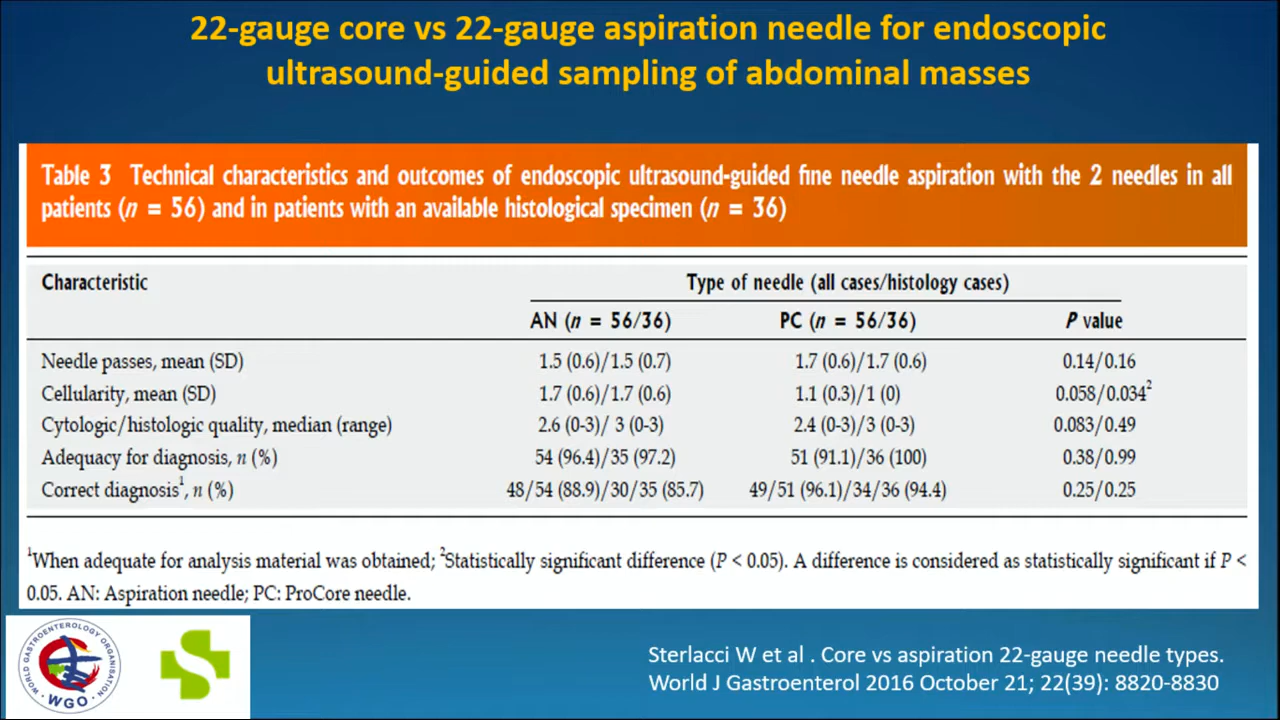 22-gauge core vs 22-gauge aspiration needle for endoscopic
ultrasound-guided sampling of abdominal masses
Table 3 Technical characteristics and outcomes of endoscopic ultrasound-guided fine needle aspiration with the 2 needles in all
patients (n = 56) and in patients with an available histological specimen (n = 36)
Characteristic Type of needle (all cases/histology cases)
AN (n = 56/36) PC (n = 56/36) P value
Needle passes, mean (SD) 1.5 (0.6)/1.5 (0.7) 1.7 (0.6)/1.7 (0.6) 0.14/0.16
Cellularity, mean (SD) 1.7 (0.6)/1.7 (0.6) 1.1 (0.3)/1 (0) 0.058/0.034²
Cytologic/histologic quality, median (range) 2.6 (0-3)/ 3 (0-3) 2.4 (0-3)/3 (0-3) 0.083/0.49
Adequacy for diagnosis, n (%) 54 (96.4)/35 (97.2) 51 (91.1)/36 (100) 0.38/0.99
Correct diagnosis¹, n (%) 48/54 (88.9)/30/35 (85.7) 49/51 (96.1)/34/36 (94.4) 0.25/0.25
¹When adequate for analysis material was obtained; ²Statistically significant difference (P < 0.05). A difference is considered as statistically significant if P <
0.05. AN: Aspiration needle; PC: ProCore needle.
WORLD GASTROENTEROLOGY ORGANISATION
WGO
Sterlacci W et al . Core vs aspiration 22-gauge needle types.
World J Gastroenterol 2016 October 21; 22(39): 8820-8830